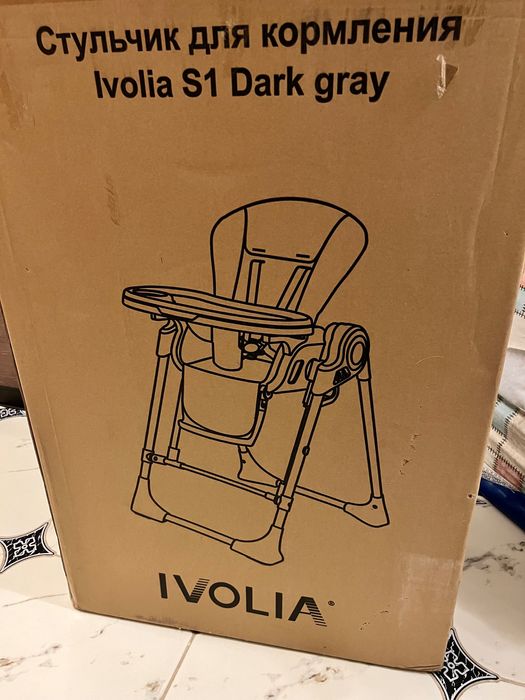 Стульчик для кормления
Ivolia S1 Dark gray
IVOLIA®